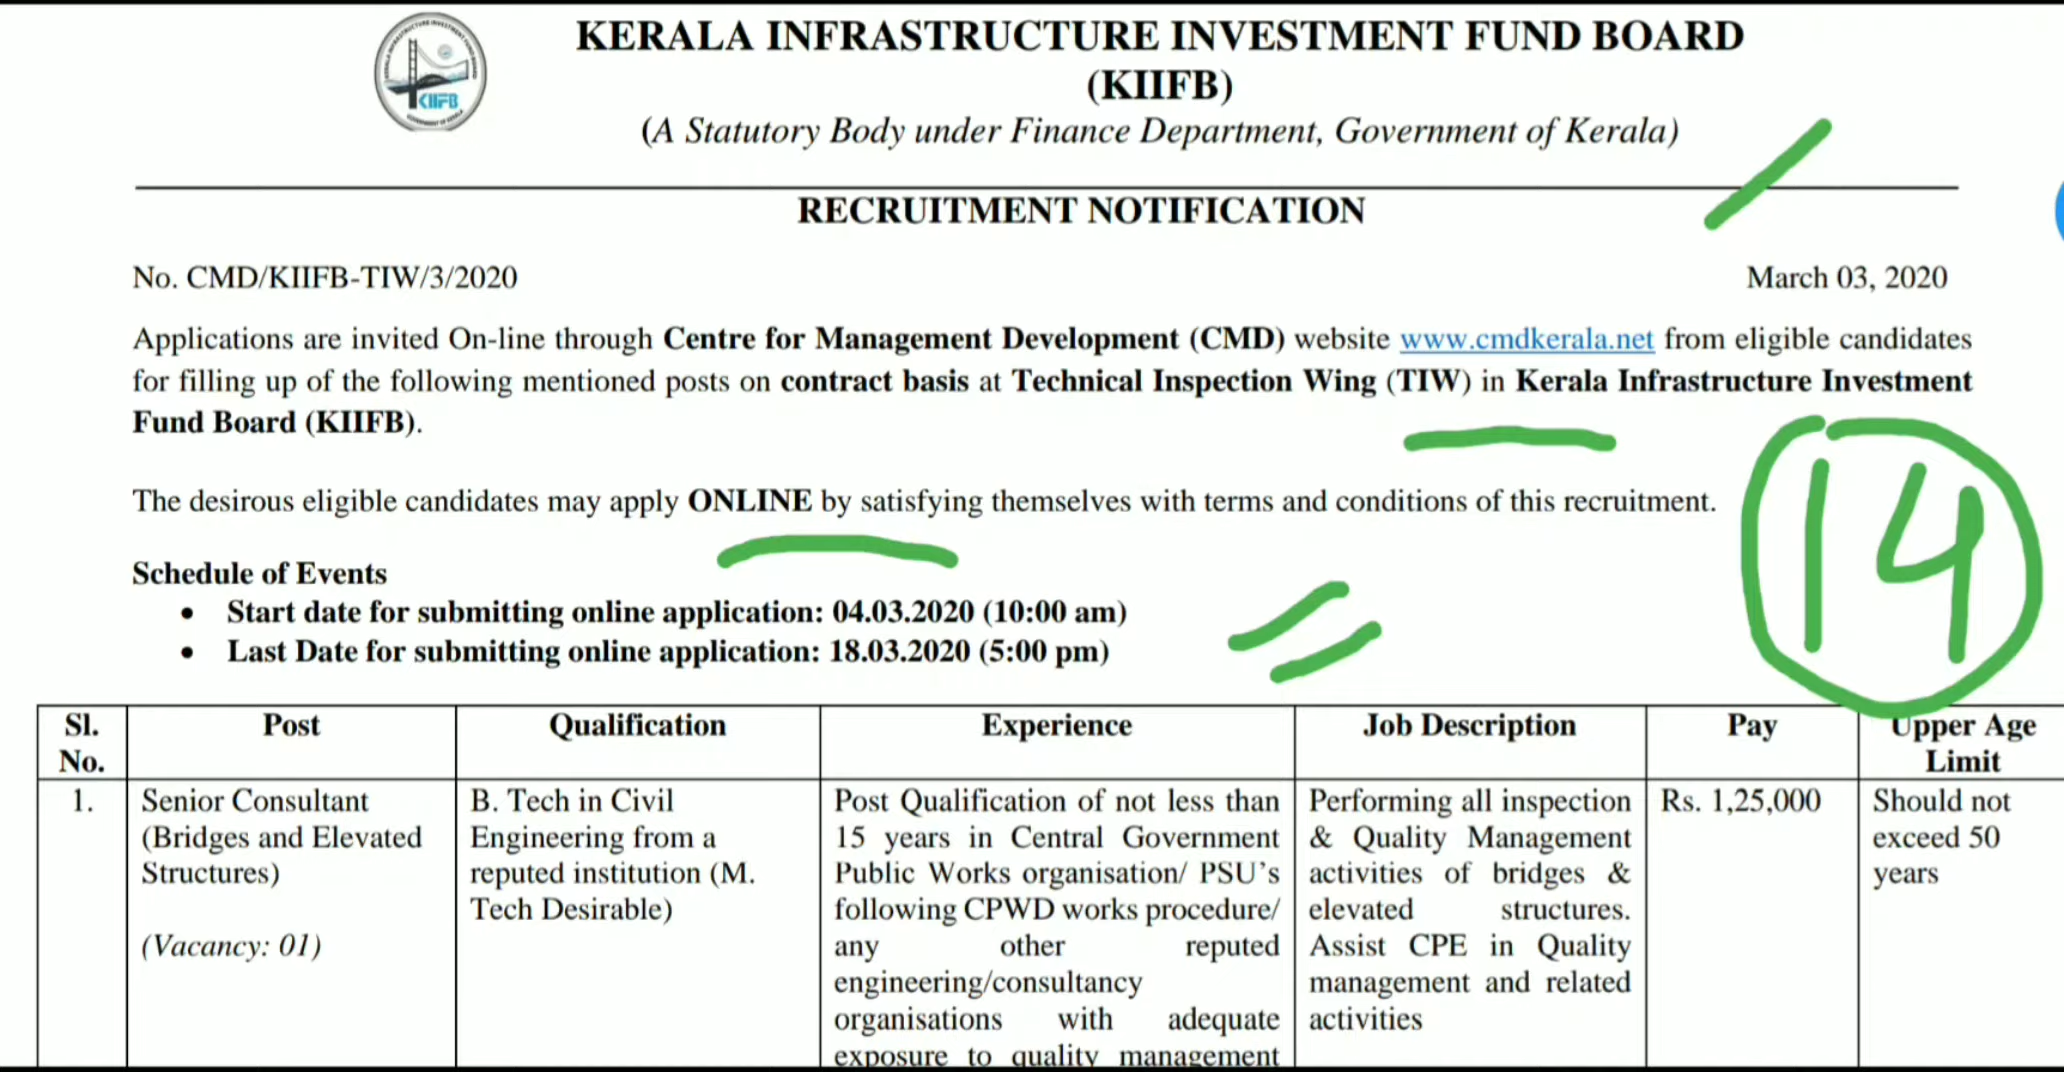 KERALA INFRASTRUCTURE INVESTMENT FUND BOARD
(KIIFB)
(A Statutory Body under Finance Department, Government of Kerala)
KIIFB
RECRUITMENT NOTIFICATION
No. CMD/KIIFB-TIW/3/2020
March 03, 2020
Applications are invited On-line through Centre for Management Development (CMD) website www.cmdkerala.net from eligible candidates
for filling up of the following mentioned posts on contract basis at Technical Inspection Wing (TIW) in Kerala Infrastructure Investment
Fund Board (KIIFB).
14
The desirous eligible candidates may apply ONLINE by satisfying themselves with terms and conditions of this recruitment.
Schedule of Events
• Start date for submitting online application: 04.03.2020 (10:00 am)
• Last Date for submitting online application: 18.03.2020 (5:00 pm)
Sl.
No.
Post
Qualification
Experience
Job Description
Pay
Upper Age
Limit
1.
Senior Consultant
(Bridges and Elevated
Structures)
(Vacancy: 01)
B. Tech in Civil
Engineering from a
reputed institution (M.
Tech Desirable)
Post Qualification of not less than
15 years in Central Government
Public Works organisation/ PSU's
following CPWD works procedure/
any other reputed
engineering/consultancy
organisations with adequate
exposure to quality management
Performing all inspection
& Quality Management
activities of bridges &
elevated structures.
Assist CPE in Quality
management and related
activities
Rs. 1,25,000
Should not
exceed 50
years